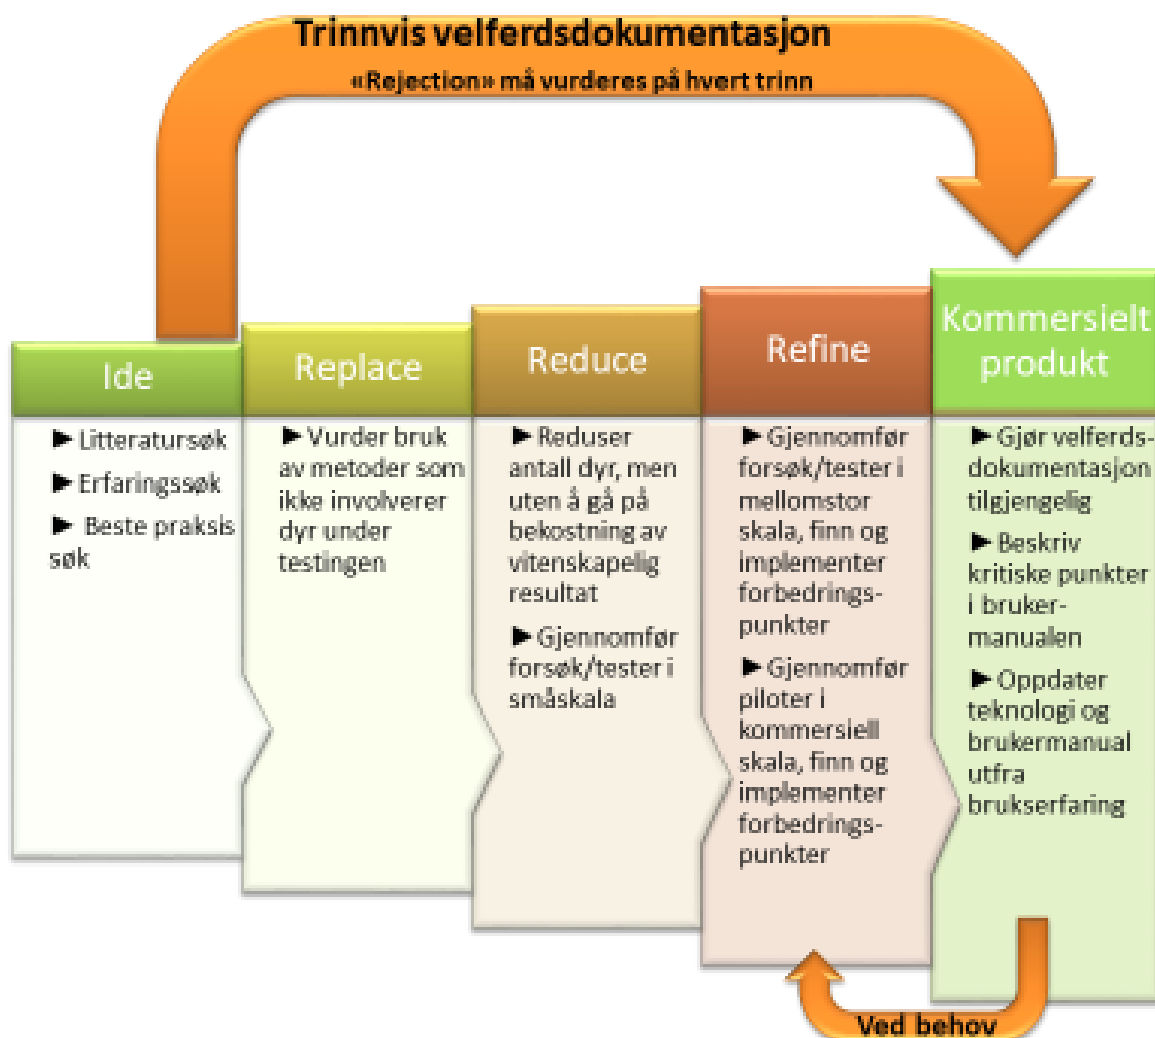 Trinnvis velferdsdokumentasjon
«Rejection» må vurderes på hvert trinn
Ide
► Litteratursøk
► Erfaringssøk
► Beste praksis
søk
Replace
► Vurder bruk
av metoder som
ikke involverer
dyr under
testingen
Reduce
► Reduser
antall dyr, men
uten å gå på
bekostning av
vitenskapelig
resultat
► Gjennomfør
forsøk/tester i
småskala
Refine
► Gjennomfør
forsøk/tester i
mellomstor
skala, finn og
implementer
forbedrings-
punkter
► Gjennomfør
piloter i
kommersiell
skala, finn og
implementer
forbedrings-
punkter
Kommersielt
produkt
► Gjør velferds-
dokumentasjon
tilgjengelig
► Beskriv
kritiske punkter
i bruker-
manualen
► Oppdater
teknologi og
brukermanual
utfra
brukserfaring
Ved behov